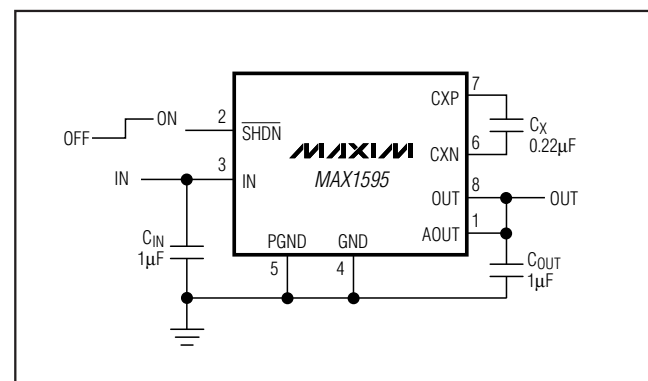 7
CXP
ON
2
OFF
SHDN
CX
0.22µF
MAXIM
6
CXN
3
IN
IN
MAX1595
8
OUT
OUT
1
AOUT
CIN
1µF
PGND
GND
5
4
COUT
1µF